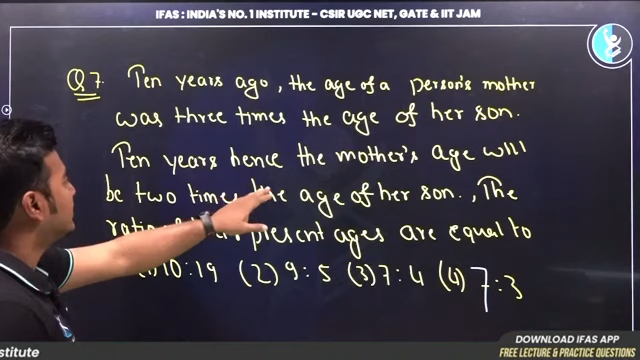 IFAS : INDIA'S NO. 1 INSTITUTE – CSIR UGC NET, GATE & IIT JAM
Q 7. Ten years ago, the age of a person's mother
was three times the age of her son.
Ten years hence the mother's age will
be two times the age of her son., The
present ages are equal to
10:19 (2) 9:5 (3) 7:4 (4) 7:3
DOWNLOAD IFAS APP
FREE LECTURE & PRACTICE QUESTIONS
stitute